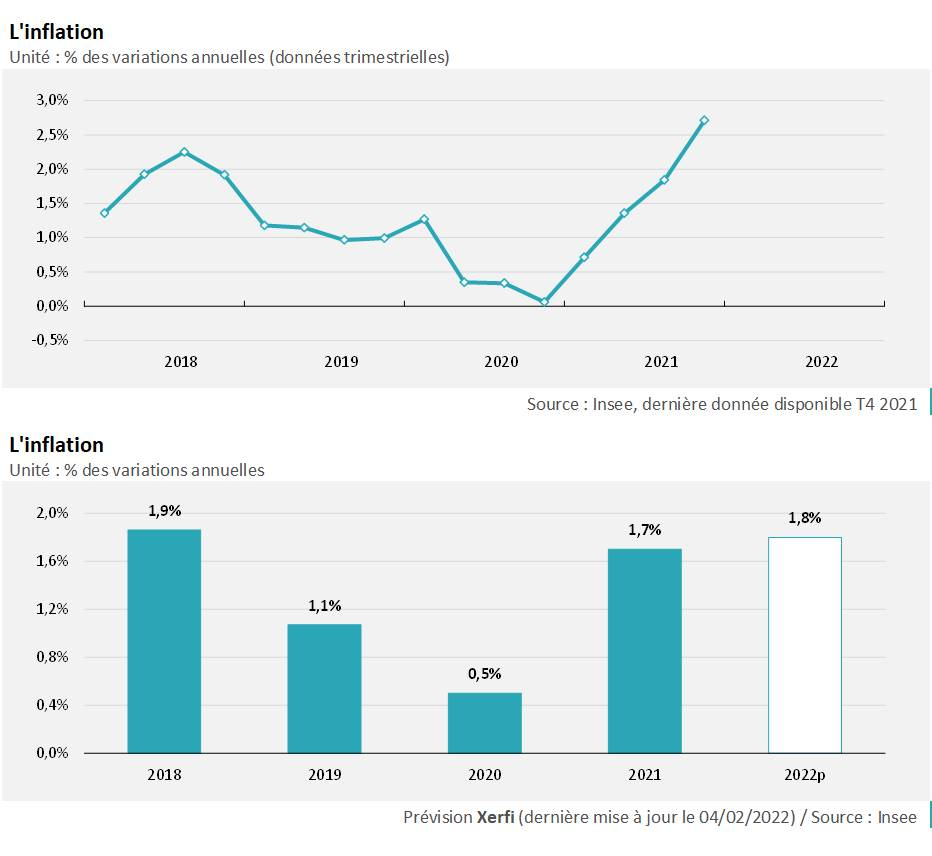 L'inflation
Unité : % des variations annuelles (données trimestrielles)
3,0%
2,5%
2,0%
1,5%
1,0%
0,5%
0,0%
-0,5%
2018 2019 2020 2021 2022
Source : Insee, dernière donnée disponible T4 2021
L'inflation
Unité : % des variations annuelles
2,0%
1,6%
1,2%
0,8%
0,4%
0,0%
1,9% 1,1% 0,5% 1,7% 1,8%
2018 2019 2020 2021 2022p
Prévision Xerfi (dernière mise à jour le 04/02/2022) / Source : Insee